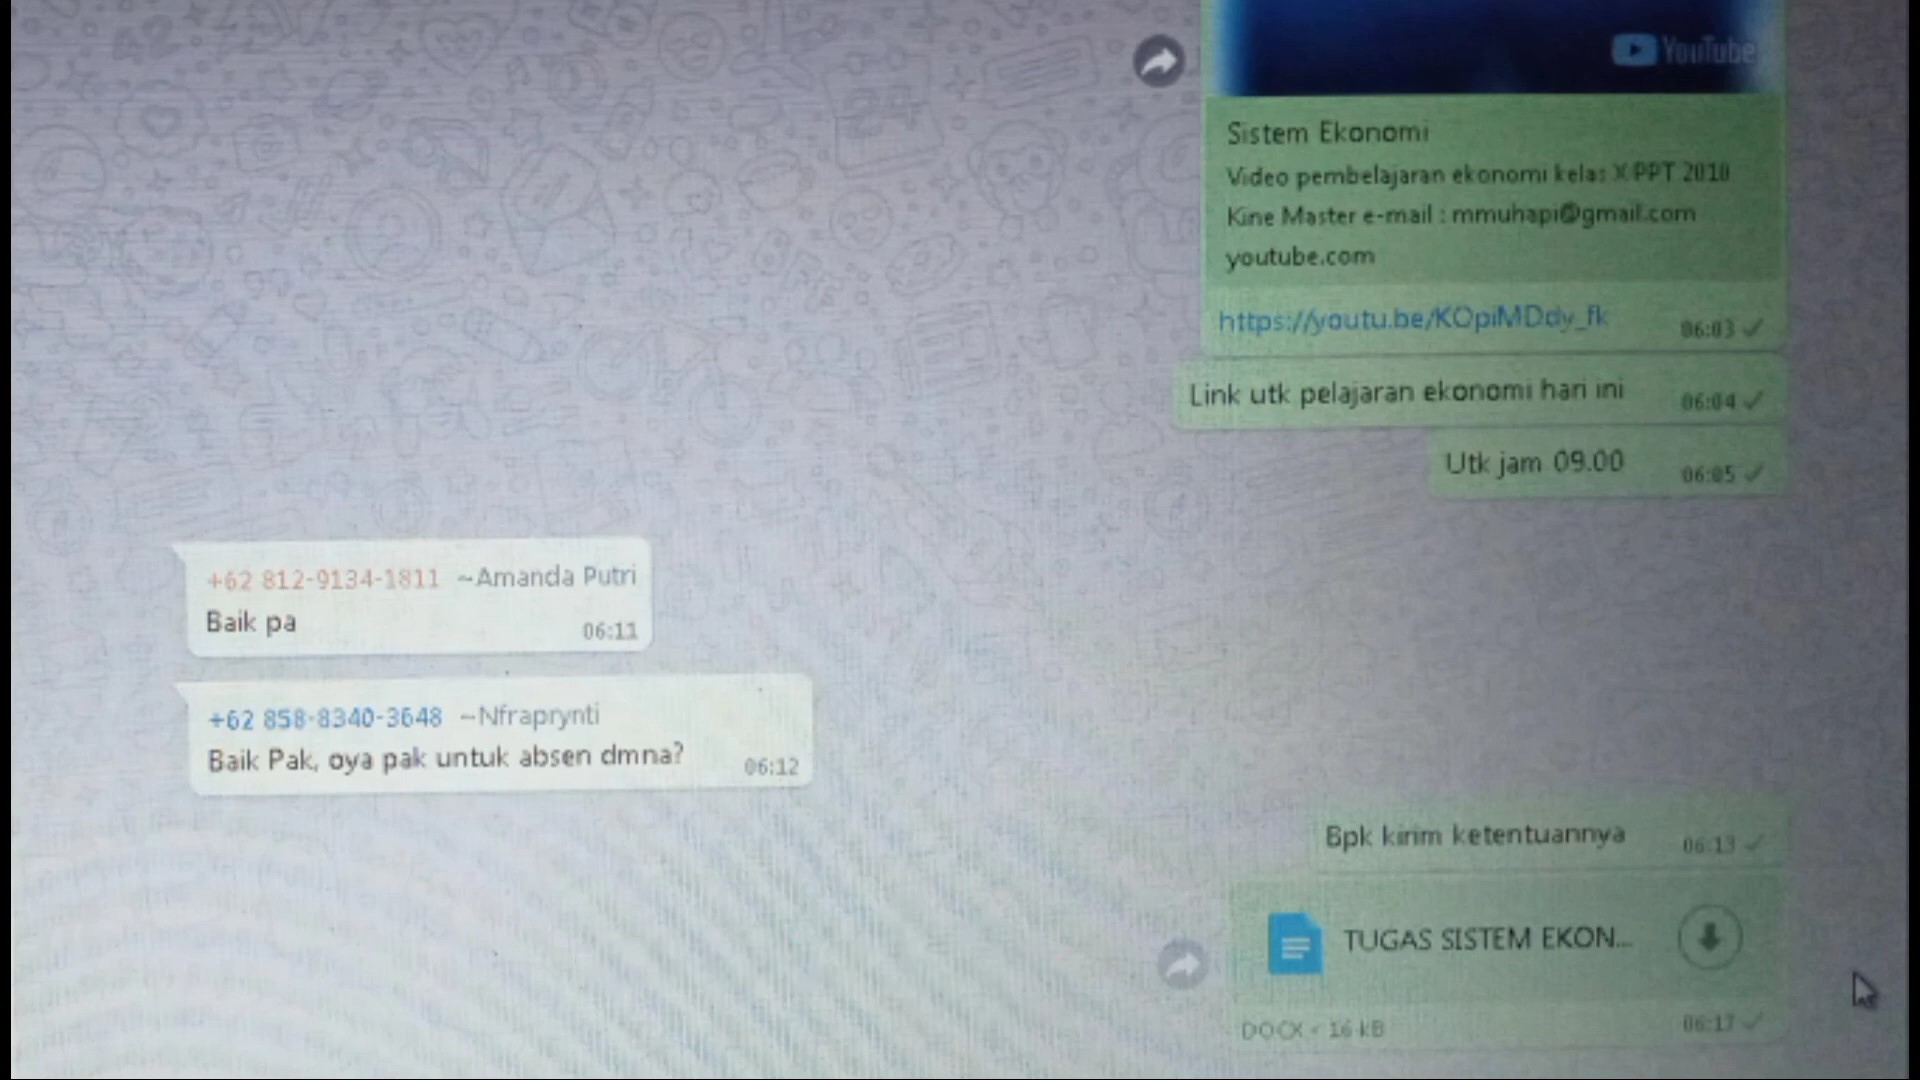 YouTube
Sistem Ekonomi
Video pembelajaran ekonomi kelas X PPT 2010
Kine Master e-mail : mmuhapi@gmail.com
youtube.com
https://youtu.be/KOpiMDdy_fk
06:03
Link utk pelajaran ekonomi hari ini
06:04
Utk jam 09.00
06:05
+62 812-9134-1811 ~Amanda Putri
Baik pa
06:11
+62 858-8340-3648 ~Nfraprynti
Baik Pak, oya pak untuk absen dmna?
06:12
Bpk kirim ketentuannya
06:13
TUGAS SISTEM EKON...
DOCX • 16 kB
06:17